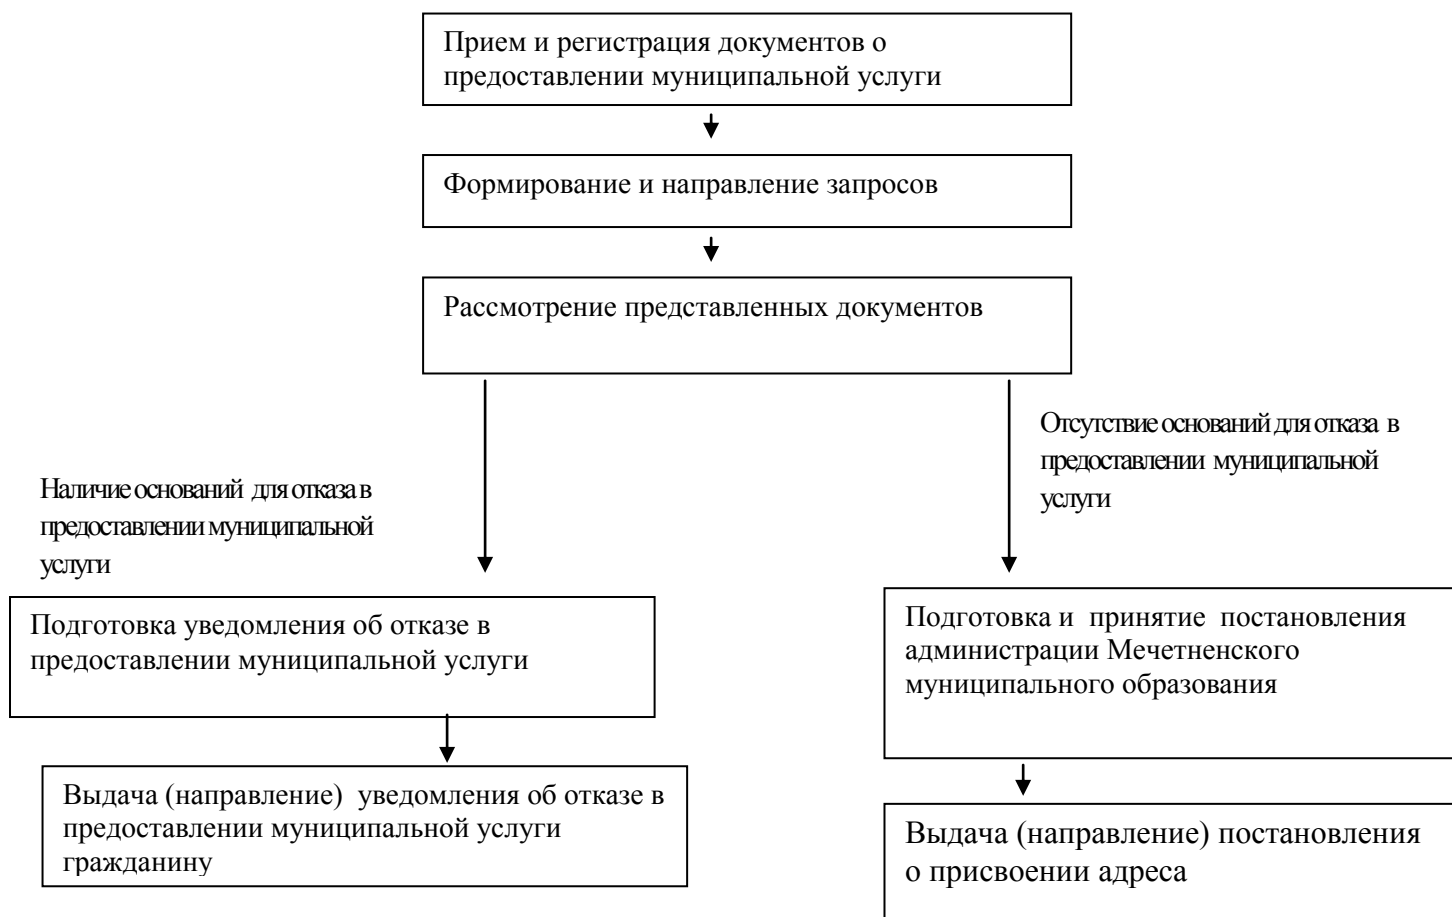 Прием и регистрация документов о
предоставлении муниципальной услуги
Формирование и направление запросов
Рассмотрение представленных документов
Наличие оснований для отказа в
предоставлении муниципальной
услуги
Отсутствие оснований для отказа в
предоставлении муниципальной
услуги
Подготовка уведомления об отказе в
предоставлении муниципальной услуги
Выдача (направление) уведомления об отказе в
предоставлении муниципальной услуги
гражданину
Подготовка и принятие постановления
администрации Мечетненского
муниципального образования
Выдача (направление) постановления
о присвоении адреса